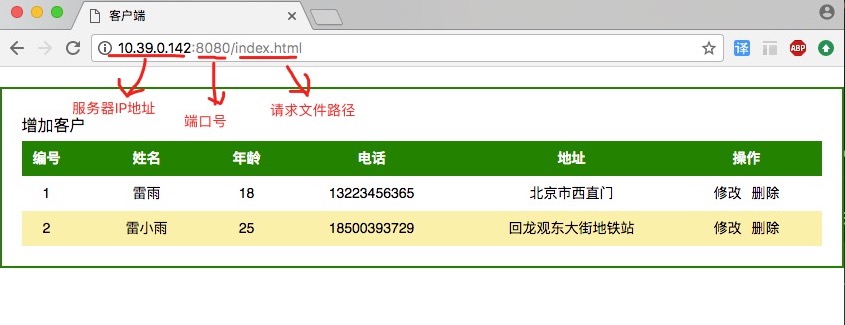 客户端
10.39.0.142:8080/index.html
译
ABP
服务器IP地址
端口号
请求文件路径
增加客户
编号 姓名 年龄 电话 地址 操作
1 雷雨 18 13223456365 北京市西直门 修改 删除
2 雷小雨 25 18500393729 回龙观东大街地铁站 修改 删除